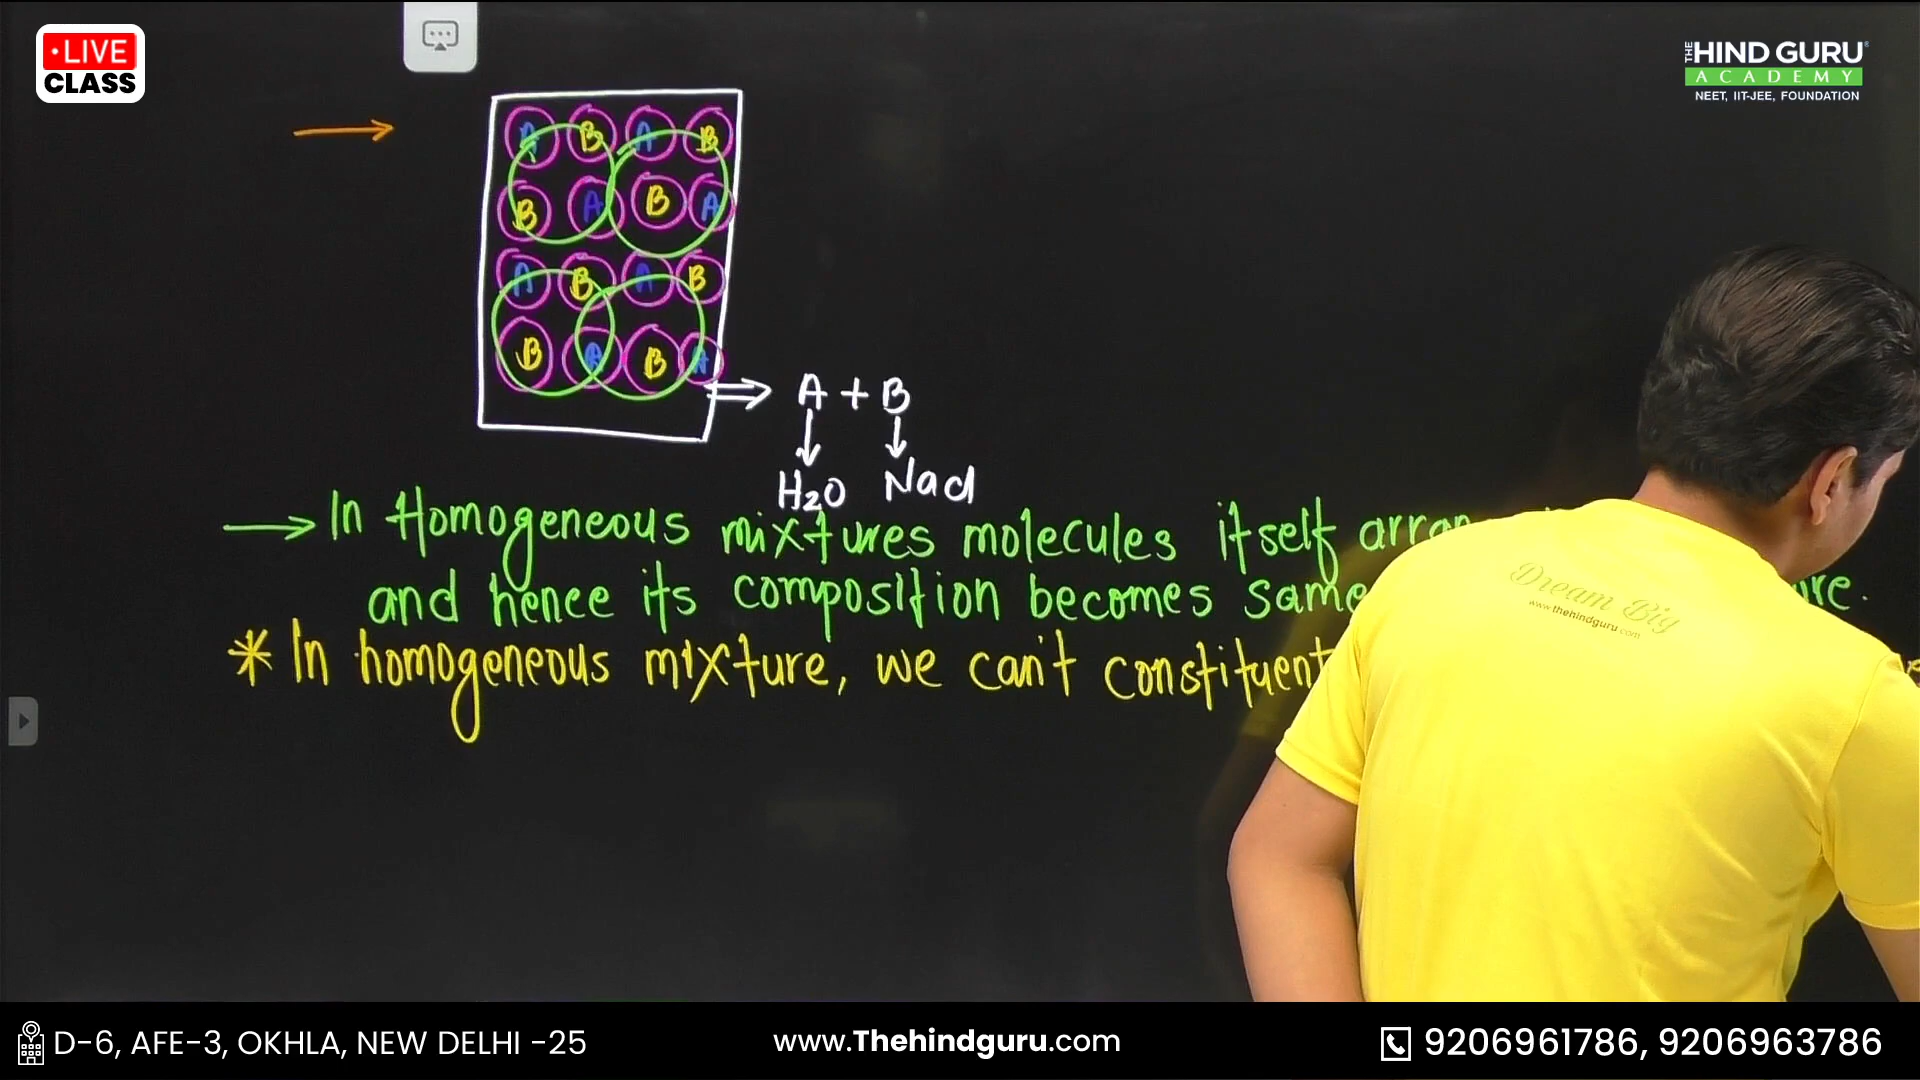 • LIVE
CLASS
THE HIND GURU
ACADEMY
NEET, IIT-JEE, FOUNDATION
A B A B
B A B A
A B A B
B A B A
A + B
H2O NaCl
In Homogeneous mixtures molecules itself
and hence its composition becomes same
* In homogeneous mixture, we can't constituent
Dream Big
www.thehindguru.com
D-6, AFE-3, OKHLA, NEW DELHI -25
www.Thehindguru.com
9206961786, 9206963786